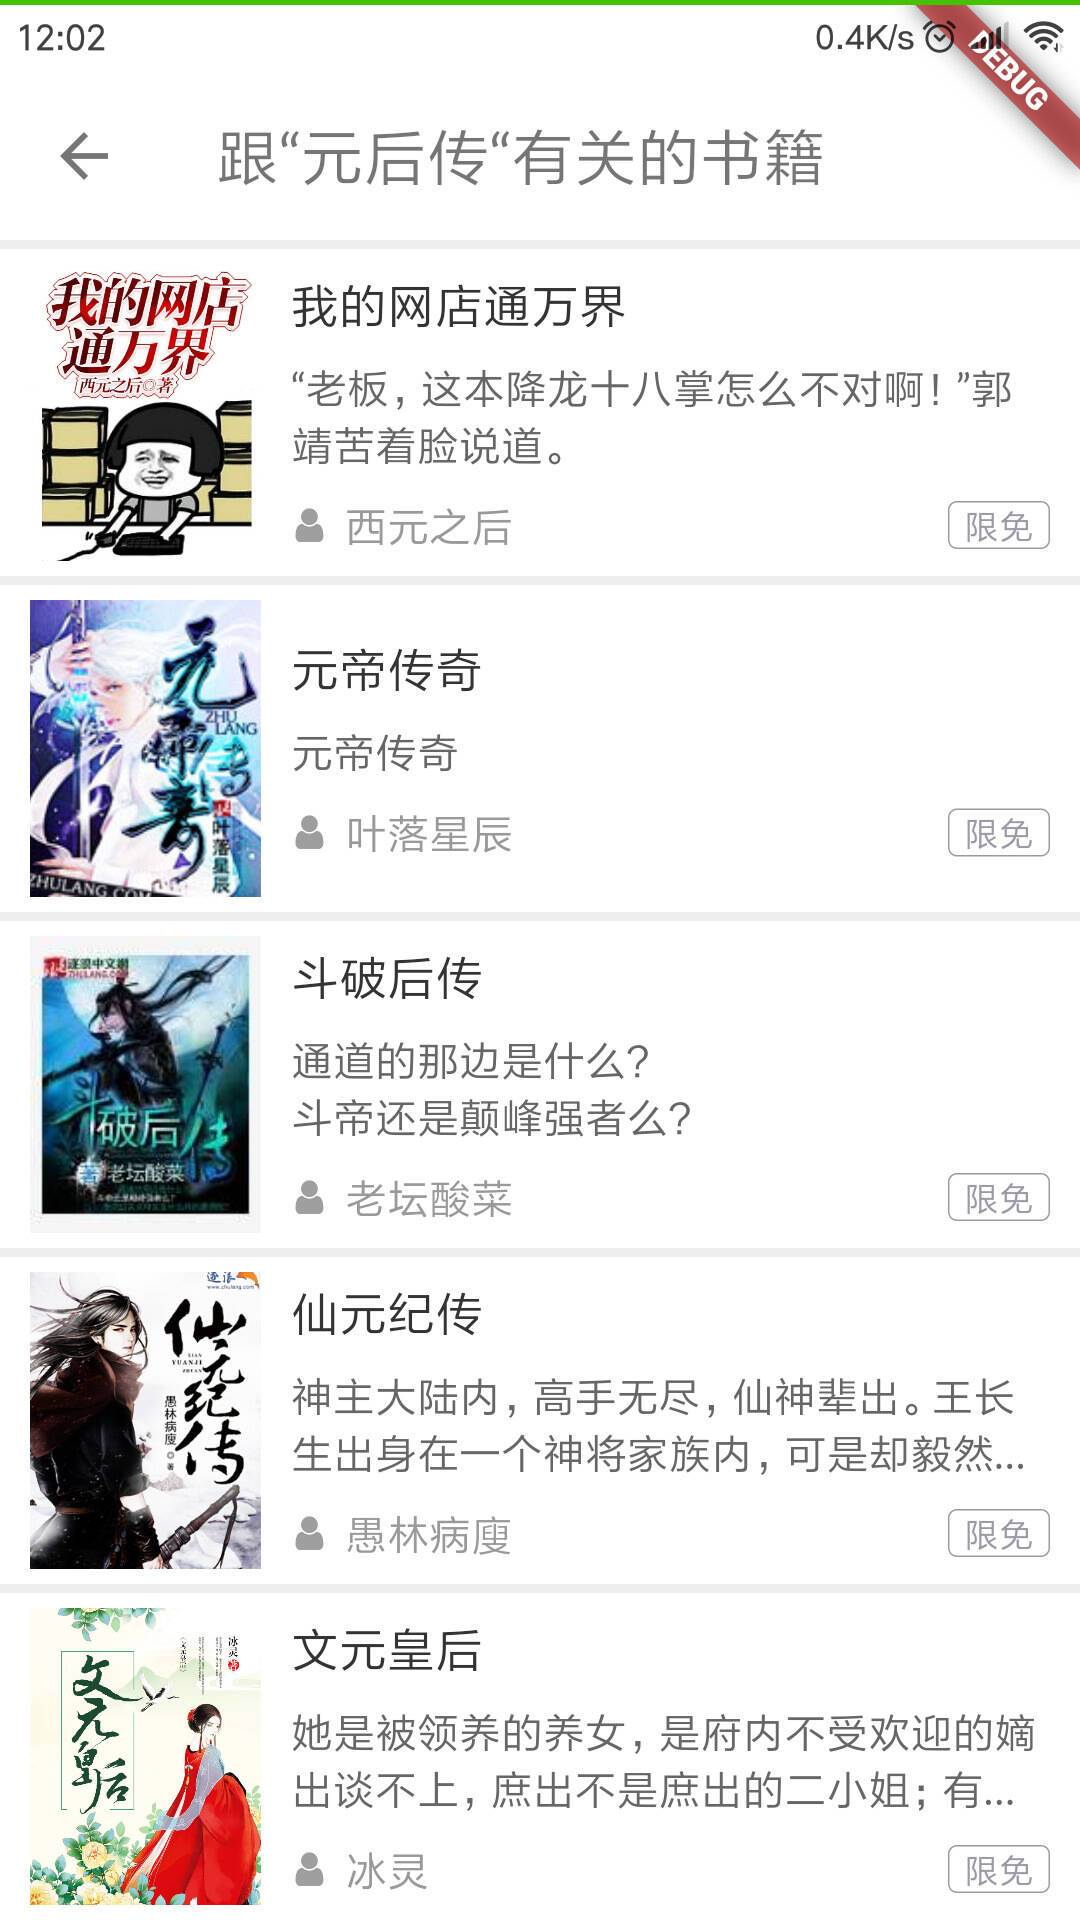 12:02
0.4K/s
DEBUG
跟“元后传“有关的书籍
我的网店
通万界
西元之后◎著
我的网店通万界
“老板，这本降龙十八掌怎么不对啊！”郭
靖苦着脸说道。
西元之后
限免
元帝传奇
ZHU
LANG
叶落星辰
ZHULANG.COM
元帝传奇
元帝传奇
叶落星辰
限免
逐浪中文網
ZHULANG.COM
斗破后传
著 老坛酸菜
斗破后传
通道的那边是什么？
斗帝还是颠峰强者么？
老坛酸菜
限免
逐浪
www.zhulang.com
仙元纪传
XIAN
YUANJI
ZHUAN
愚林病廋◎著
仙元纪传
神主大陆内，高手无尽，仙神辈出。王长
生出身在一个神将家族内，可是却毅然...
愚林病廋
限免
文元皇后
冰灵 著
文元皇后
她是被领养的养女，是府内不受欢迎的嫡
出谈不上，庶出不是庶出的二小姐；有...
冰灵
限免